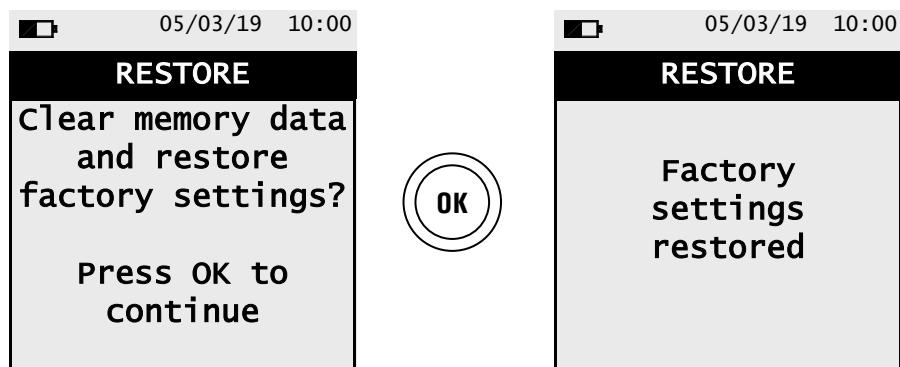 05/03/19 10:00
RESTORE
Clear memory data
and restore
factory settings?
Press OK to
continue
OK
05/03/19 10:00
RESTORE
Factory
settings
restored